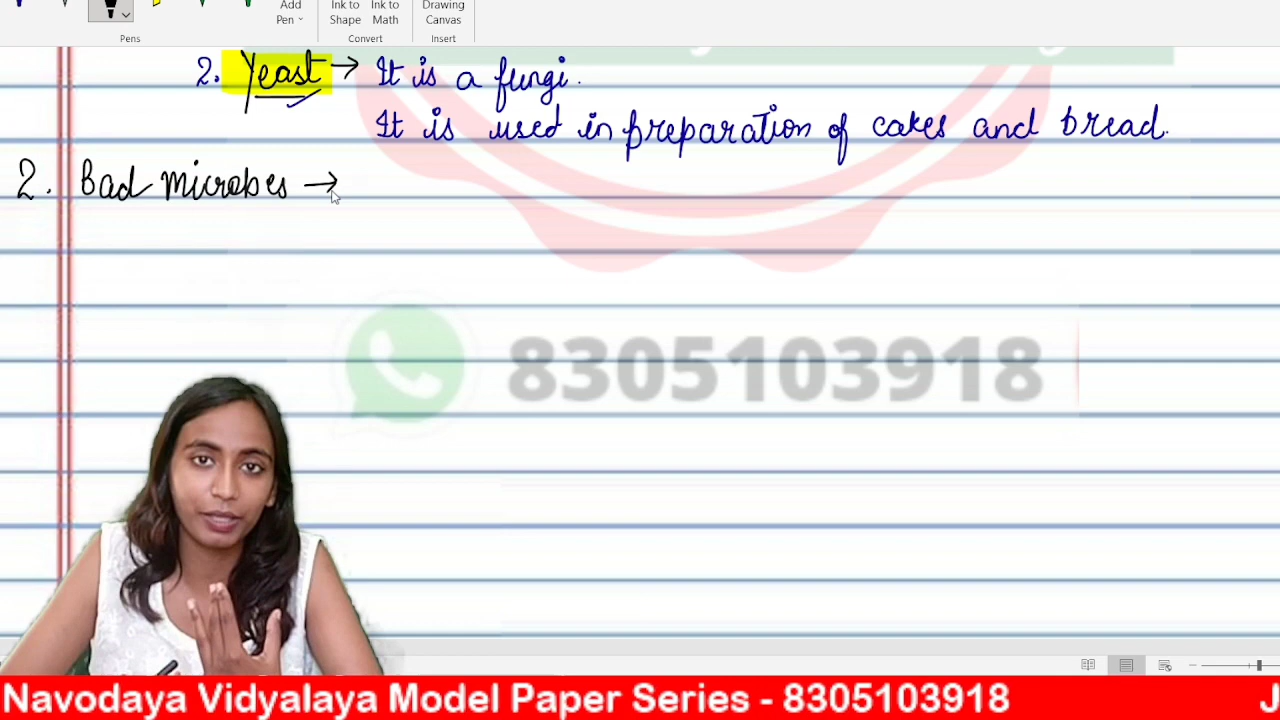 Add
Pen
Ink to
Shape
Ink to
Math
Drawing
Canvas
Pens
Convert
Insert
2. Yeast → It is a fungi.
It is used in preparation of cakes and bread.
2. Bad Microbes →
8305103918
Navodaya Vidyalaya Model Paper Series - 8305103918 J